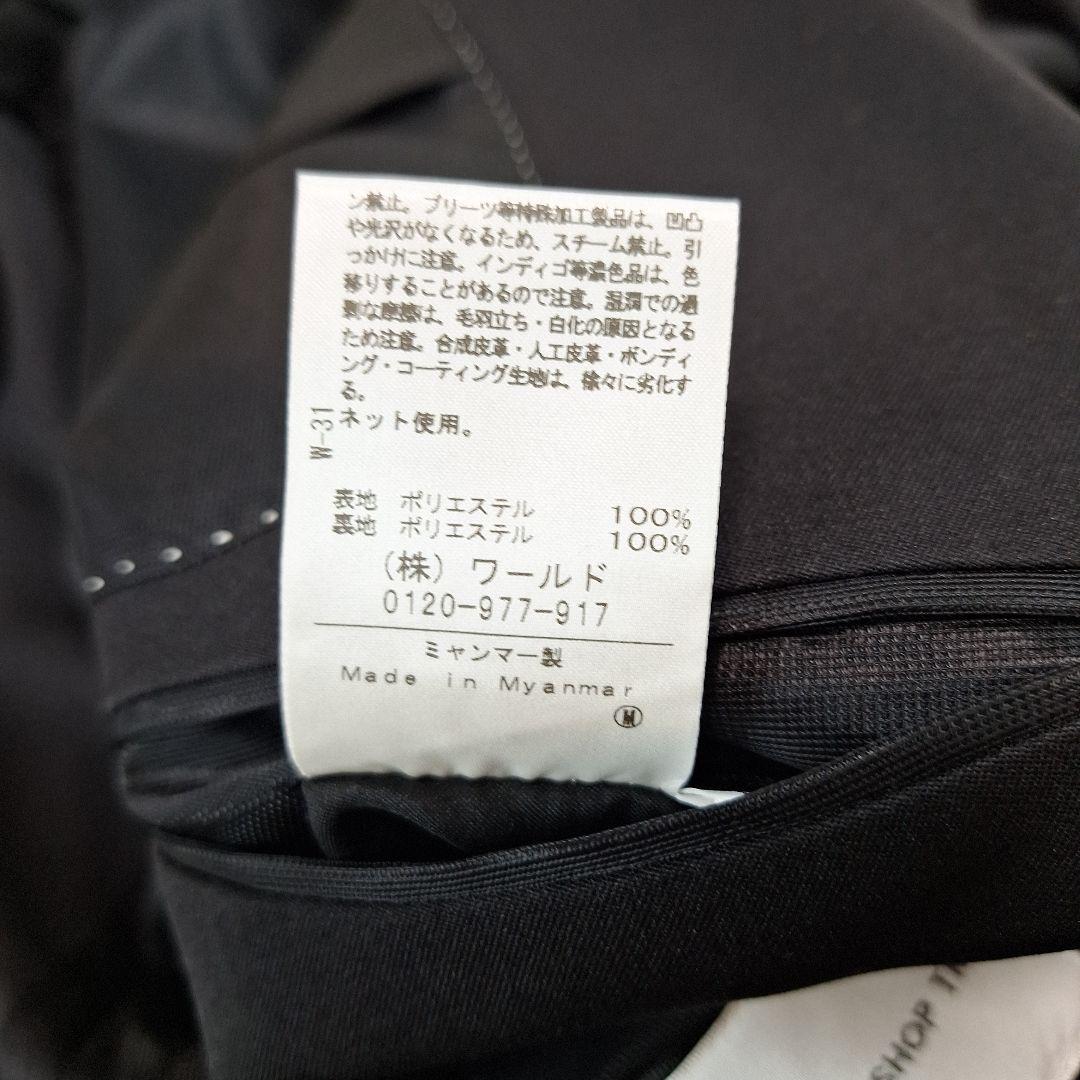 ン禁止。プリーツ等特殊加工製品は、凹凸
や光沢がなくなるため、スチーム禁止。引
っかけに注意。インディゴ等濃色品は、色
移りすることがあるので注意。湿潤での過
剰な摩擦は、毛羽立ち・白化の原因となる
ため注意。合成皮革・人工皮革・ボンディ
ング・コーティング生地は、徐々に劣化す
る。
W-31
ネット使用。
表地 ポリエステル 100%
裏地 ポリエステル 100%
(株) ワールド
0120-977-917
ミャンマー製
Made in Myanmar
M
SHOP